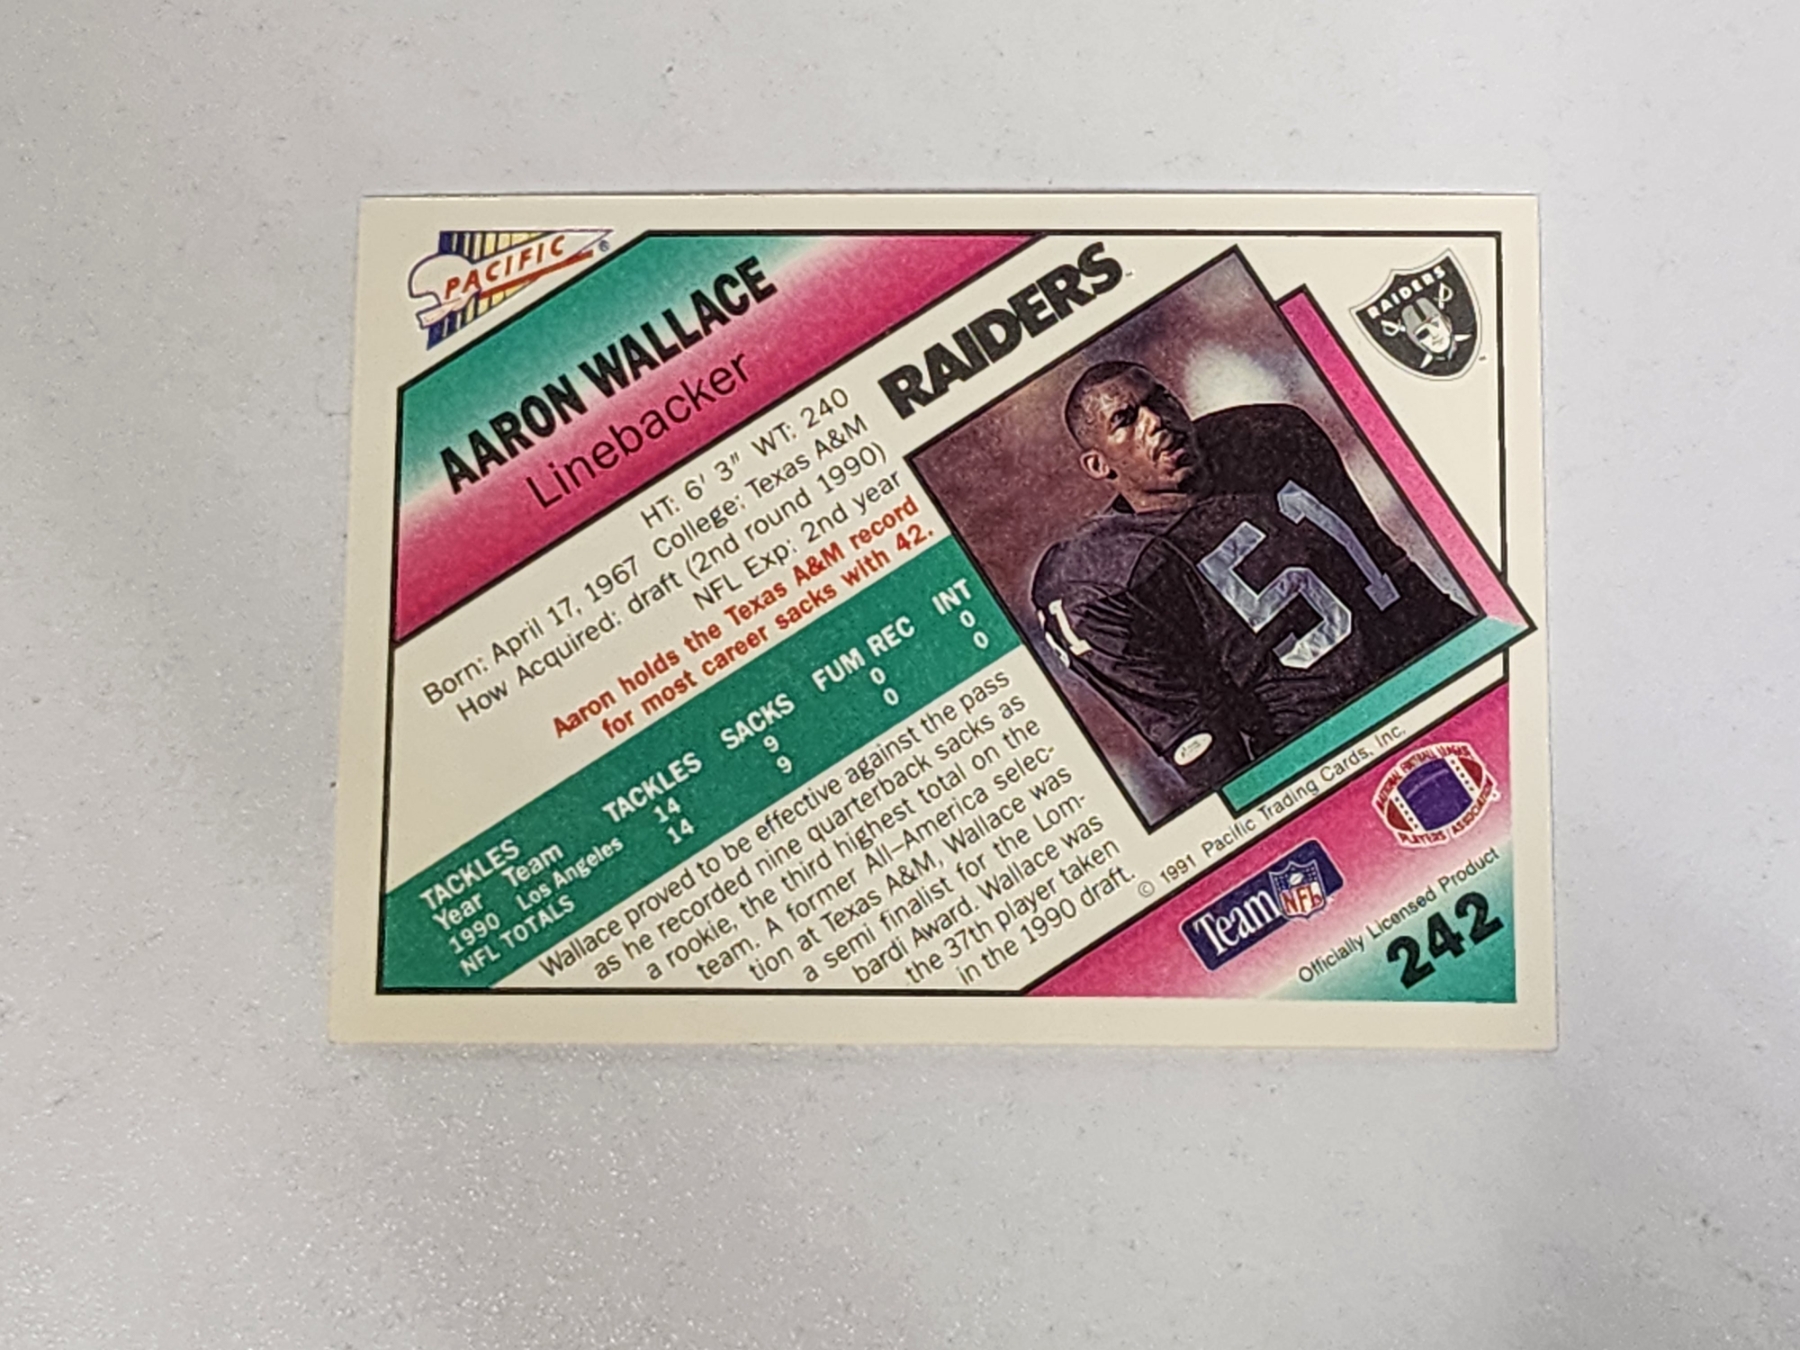 PACIFIC®
AARON WALLACE
Linebacker
RAIDERS
RAIDERS
HT: 6' 3" WT: 240
Born: April 17, 1967 College: Texas A&M
How Acquired: draft (2nd round 1990)
NFL Exp: 2nd year
Aaron holds the Texas A&M record
for most career sacks with 42.
TACKLES
Year Team TACKLES SACKS FUM REC INT
1990 Los Angeles 14 9 0 0
NFL TOTALS 14 9 0 0
Wallace proved to be effective against the pass
as he recorded nine quarterback sacks as
a rookie, the third highest total on the
team. A former All–America selec-
tion at Texas A&M, Wallace was
a semi finalist for the Lom-
bardi Award. Wallace was
the 37th player taken
in the 1990 draft.
51
51
© 1991 Pacific Trading Cards, Inc.
Team NFL
NATIONAL FOOTBALL LEAGUE
PLAYERS ASSOCIATION
Officially Licensed Product
242